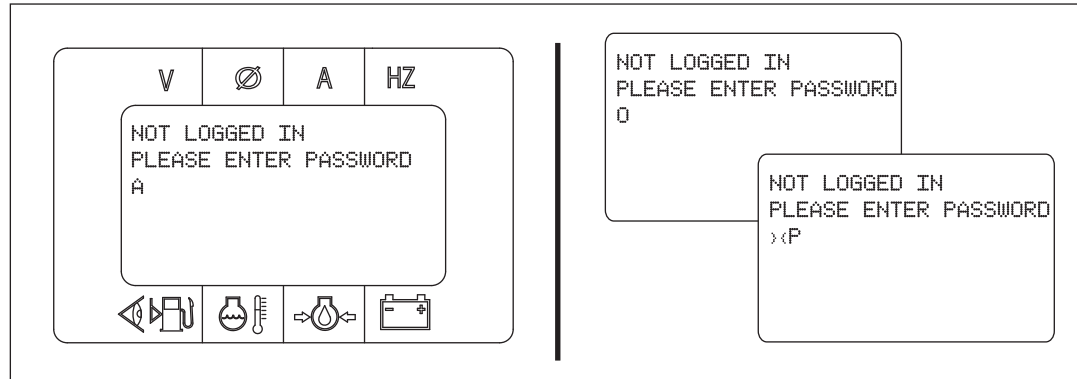 V Ø A HZ
NOT LOGGED IN
PLEASE ENTER PASSWORD
A
- +
NOT LOGGED IN
PLEASE ENTER PASSWORD
O
NOT LOGGED IN
PLEASE ENTER PASSWORD
›‹P